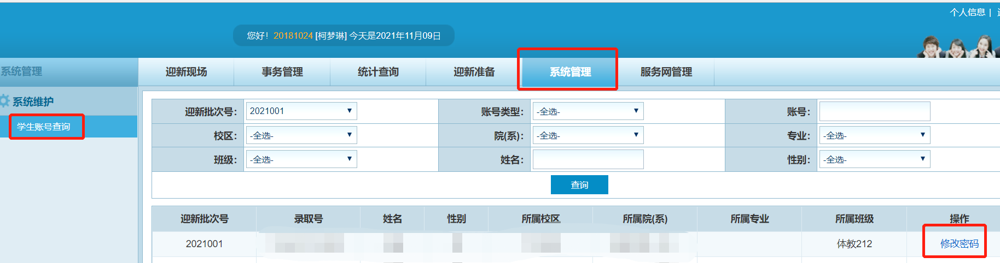 个人信息 |
您好! 20181024 [柯梦琳] 今天是2021年11月09日
系统管理 迎新现场 事务管理 统计查询 迎新准备 系统管理 服务网管理
系统维护
学生账号查询
迎新批次号: 2021001 账号类型: -全选- 账号:
校区: -全选- 院(系): -全选- 专业: -全选-
班级: -全选- 姓名: 性别: -全选-
查询
迎新批次号 录取号 姓名 性别 所属校区 所属院(系) 所属专业 所属班级 操作
2021001 体教212 修改密码